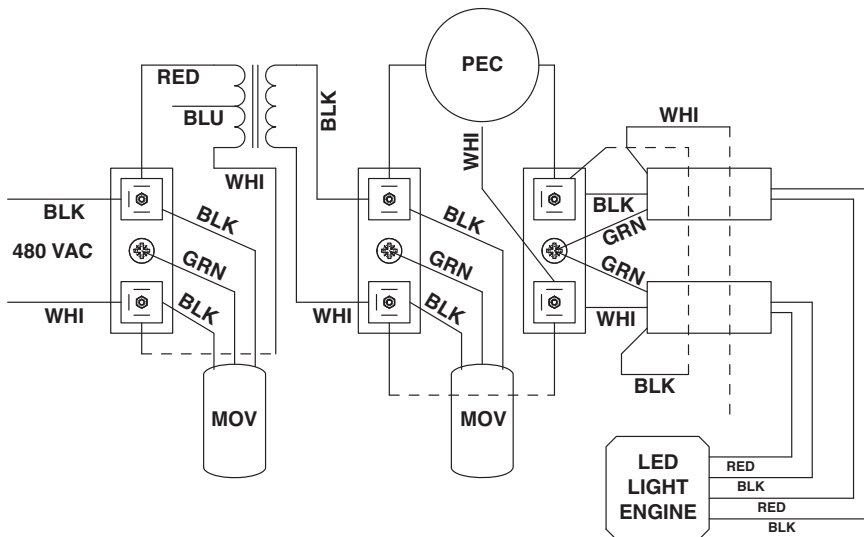 PEC
RED
BLU
BLK
WHI
WHI
WHI
BLK
480 VAC
WHI
BLK
GRN
BLK
WHI
BLK
GRN
BLK
BLK
GRN
GRN
WHI
BLK
MOV
MOV
LED
LIGHT
ENGINE
RED
BLK
RED
BLK